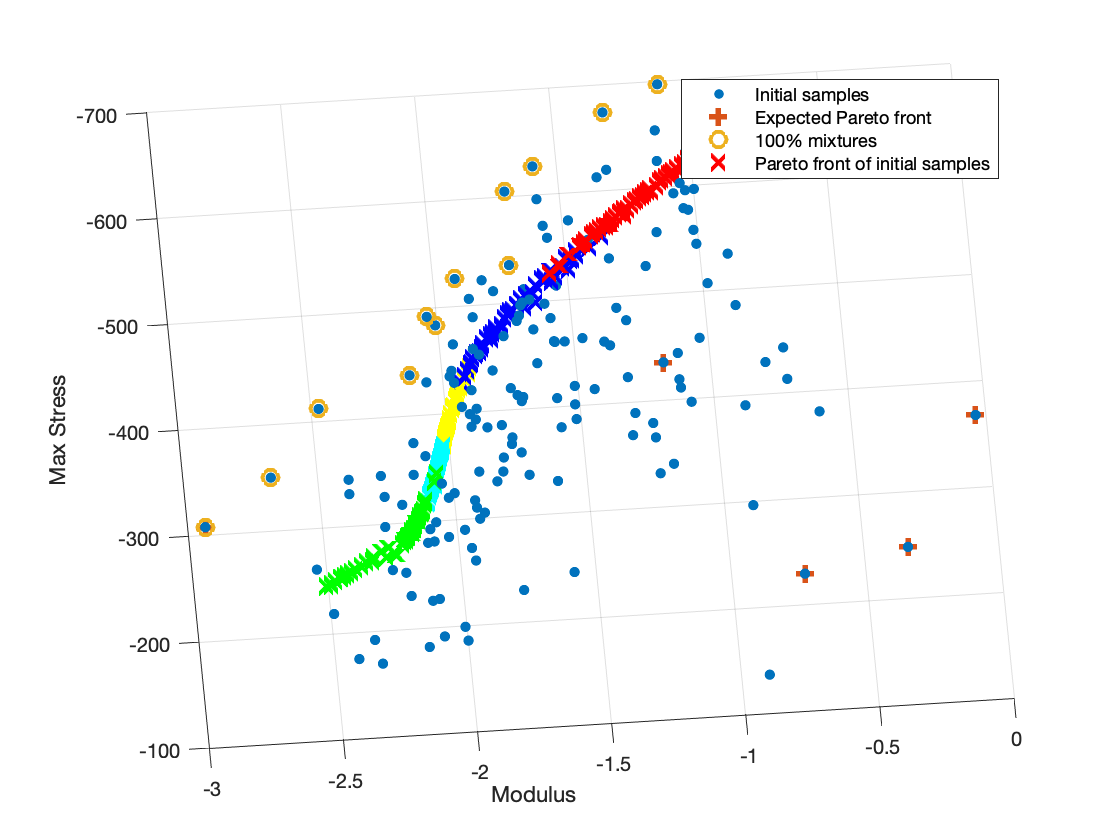 -700
-600
-500
-400
-300
-200
-100
Max Stress
-3
-2.5
-2
-1.5
-1
-0.5
0
Modulus
Initial samples
Expected Pareto front
100% mixtures
Pareto front of initial samples